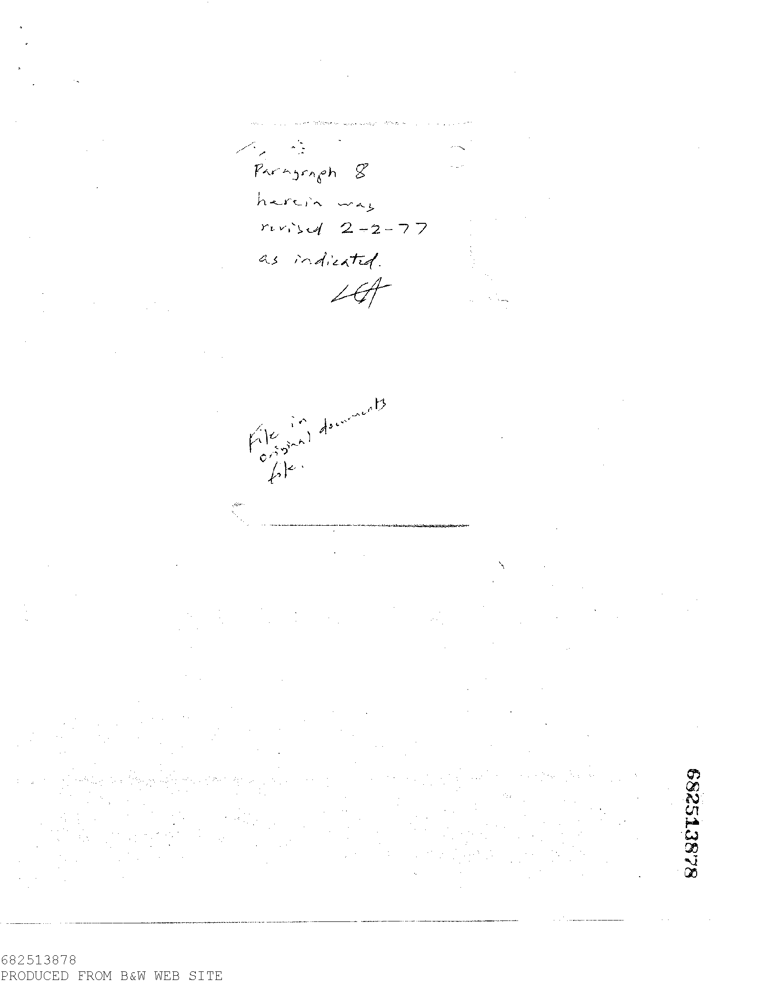 Paragraph 8
herein was
revised 2-2-77
as indicated.
File in
original documents
file.
682513878
682513878
PRODUCED FROM B&W WEB SITE